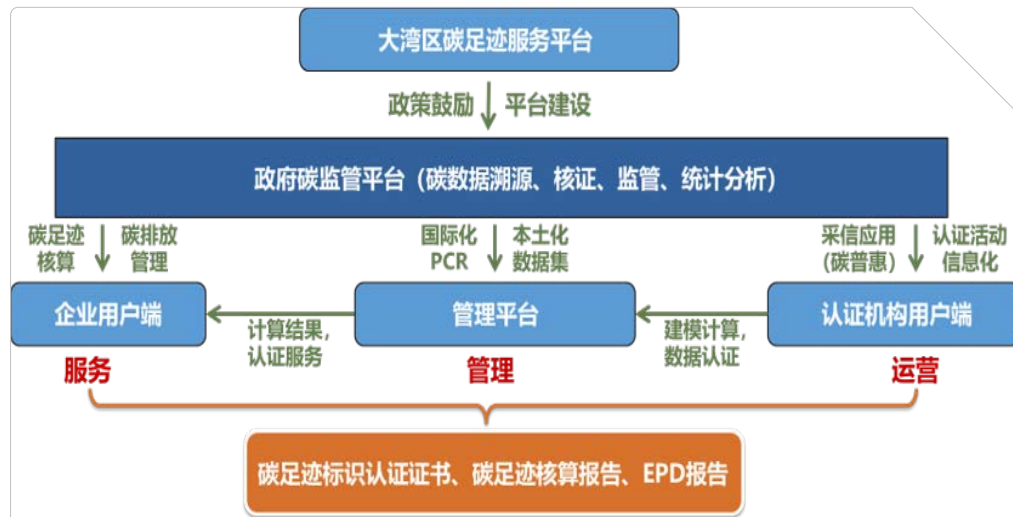 大湾区碳足迹服务平台
政策鼓励 平台建设
政府碳监管平台（碳数据溯源、核证、监管、统计分析）
碳足迹
核算
碳排放
管理
国际化
PCR
本土化
数据集
采信应用
（碳普惠）
认证活动
信息化
企业用户端
计算结果，
认证服务
管理平台
建模计算，
数据认证
认证机构用户端
服务
管理
运营
碳足迹标识认证证书、碳足迹核算报告、EPD报告